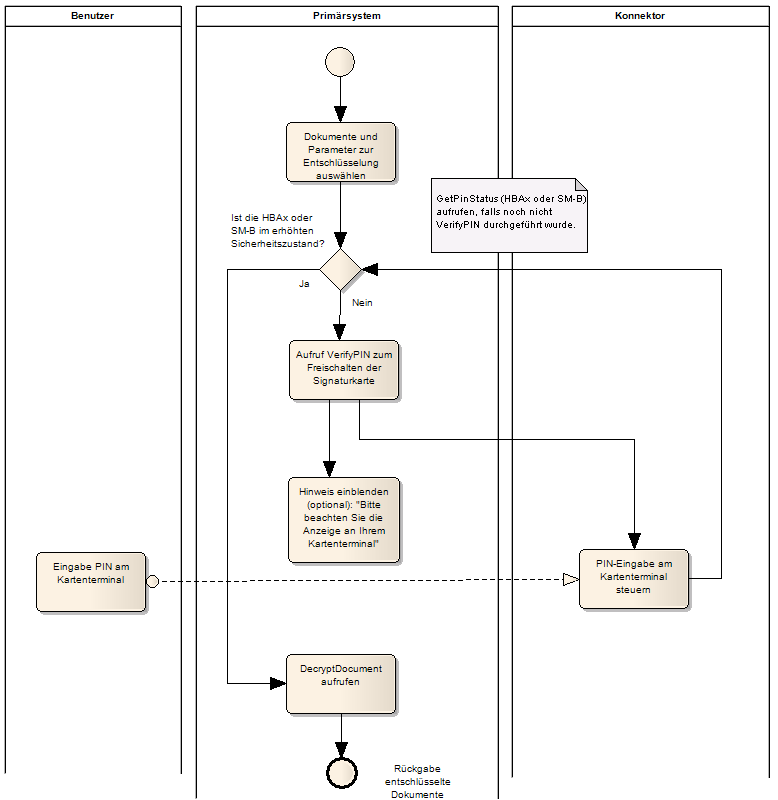 Benutzer
Primärsystem
Konnektor
Dokumente und
Parameter zur
Entschlüsselung
auswählen
GetPinStatus (HBAx oder SM-B)
aufrufen, falls noch nicht
VerifyPIN durchgeführt wurde.
Ist die HBAx oder
SM-B im erhöhten
Sicherheitszustand?
Ja
Nein
Aufruf VerifyPIN zum
Freischalten der
Signaturkarte
Hinweis einblenden
(optional): "Bitte
beachten Sie die
Anzeige an Ihrem
Kartenterminal"
Eingabe PIN am
Kartenterminal
PIN-Eingabe am
Kartenterminal
steuern
DecryptDocument
aufrufen
Rückgabe
entschlüsselte
Dokumente